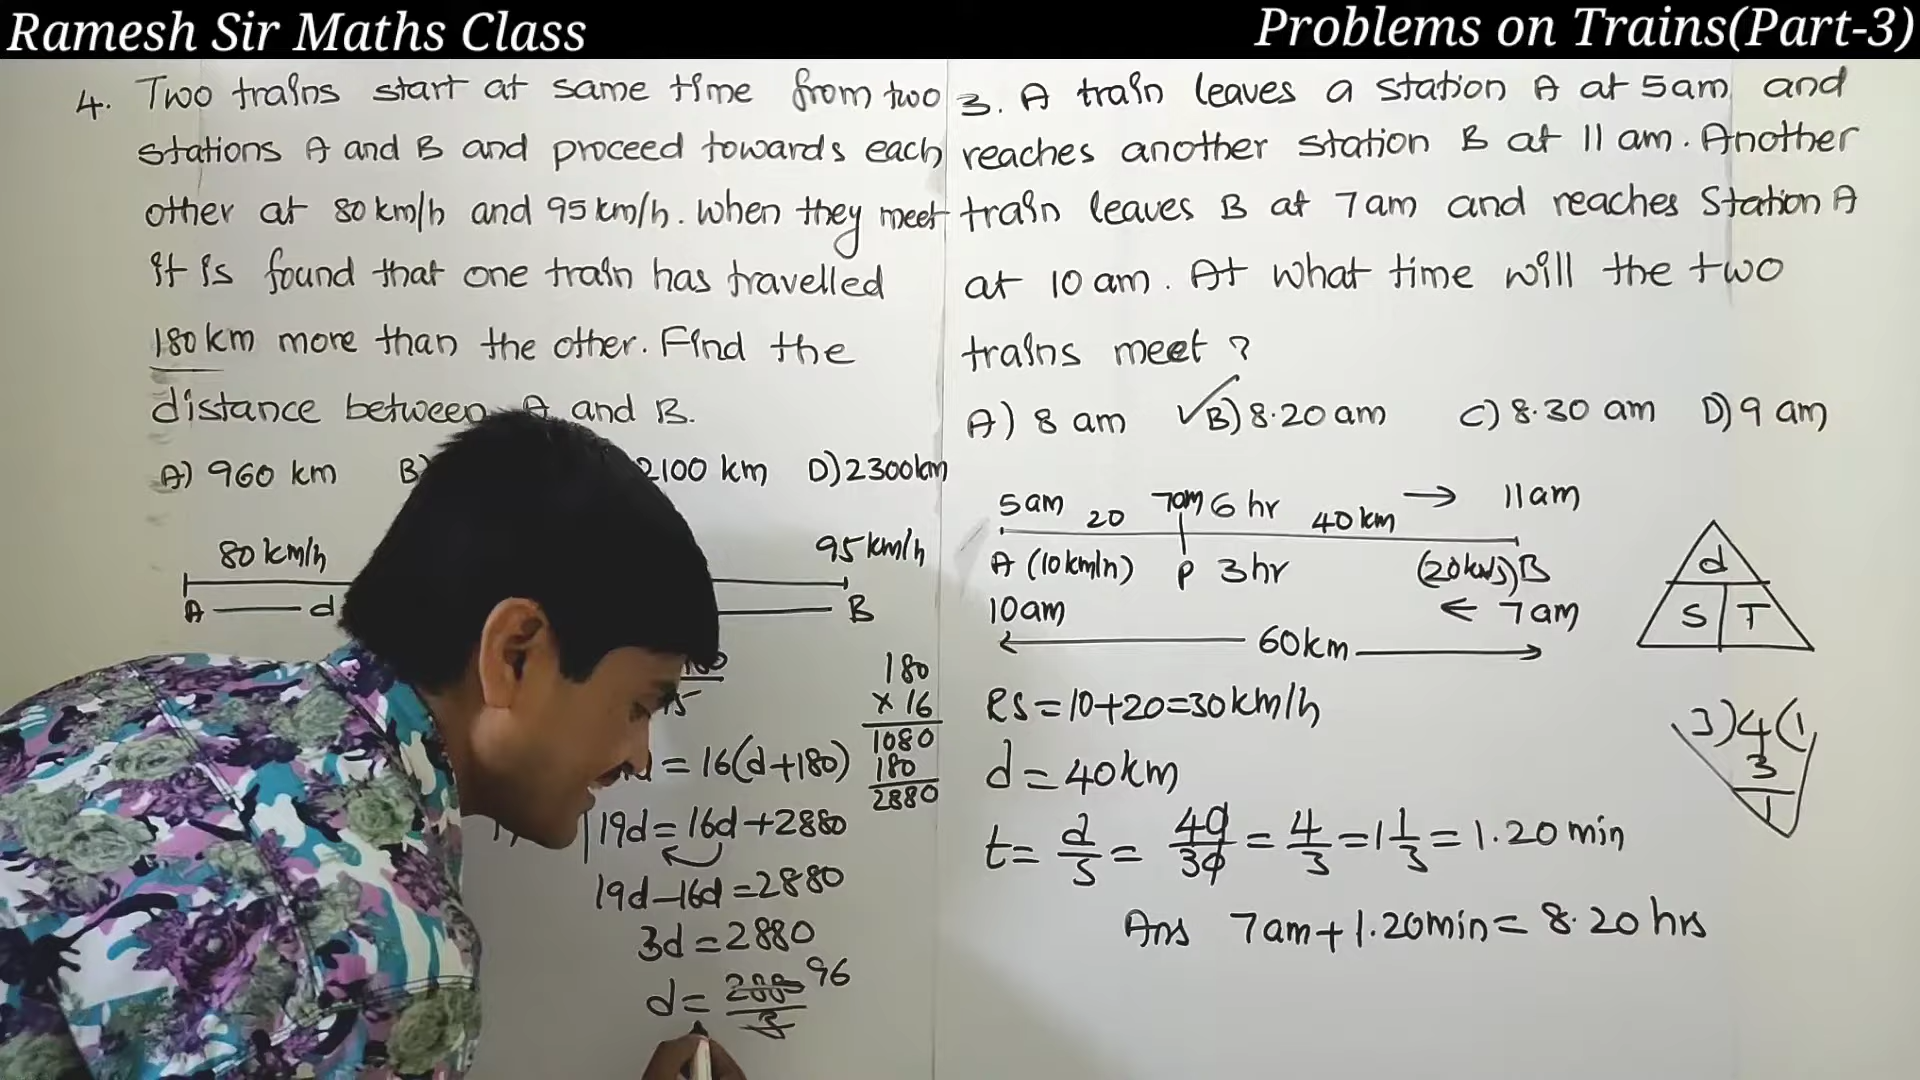 Ramesh Sir Maths Class
Problems on Trains(Part-3)
4. Two trains start at same time from two
stations A and B and proceed towards each
other at 80 km/h and 95 km/h. when they meet
it is found that one train has travelled
180 km more than the other. Find the
distance between A and B.
A) 960 km B) 2100 km D) 2300km
80 km/h 95 km/h
A d B
180
× 16
1080
180
2880
= 16(d+180)
19d = 16d + 2880
19d - 16d = 2880
3d = 2880
d = 2880/3 96
3. A train leaves a station A at 5am and
reaches another station B at 11 am. Another
train leaves B at 7am and reaches Station A
at 10 am. At what time will the two
trains meet ?
A) 8 am ✓B) 8.20 am C) 8.30 am D) 9 am
5am 20 7am 6 hr 40 km → 11am
A (10km/h) P 3hr (20km/h) B
10am ← 7am
60km
d
S T
RS = 10+20=30km/h
d = 40km
t = d/s = 40/30 = 4/3 = 1 1/3 = 1.20 min
3)4(1
3
1
Ans 7am + 1.20min = 8.20 hrs